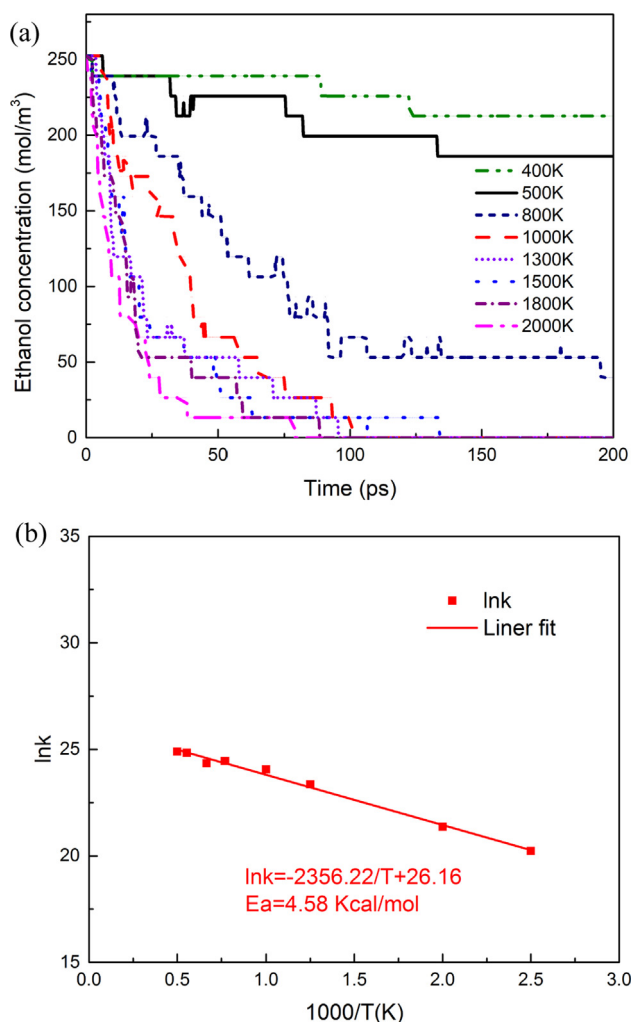 (a)
250
200
150
100
50
0
Ethanol concentration (mol/m³)
400K
500K
800K
1000K
1300K
1500K
1800K
2000K
0 50 100 150 200
Time (ps)
(b)
35
30
25
20
15
lnk
lnk
Liner fit
lnk=-2356.22/T+26.16
Ea=4.58 Kcal/mol
0.0 0.5 1.0 1.5 2.0 2.5 3.0
1000/T(K)